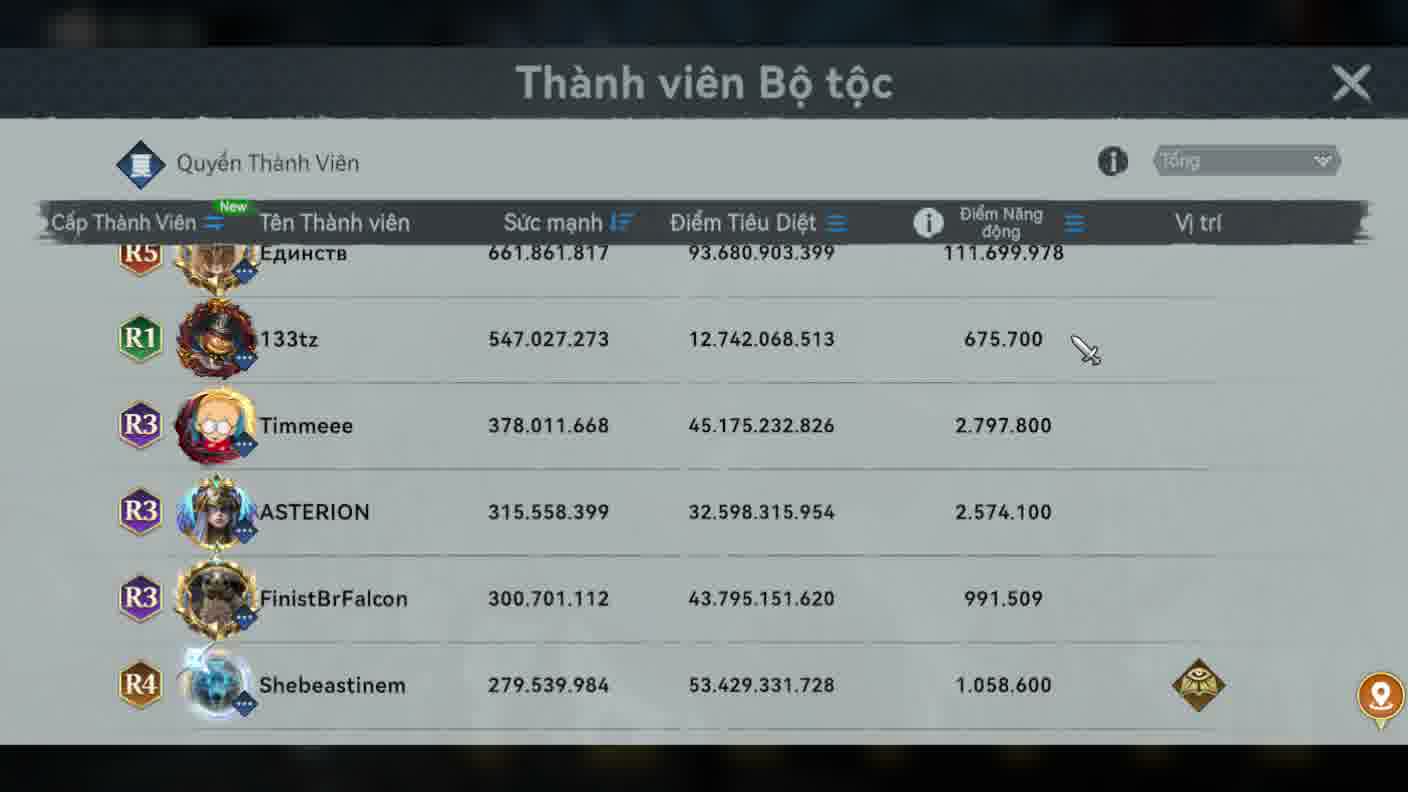 Thành viên Bộ tộc
Quyển Thành Viên
Tổng
New
Cấp Thành Viên Tên Thành viên Sức mạnh Điểm Tiêu Diệt Điểm Năng động Vị trí
R5 Единств 661.861.817 93.680.903.399 111.699.978
R1 133tz 547.027.273 12.742.068.513 675.700
R3 Timmeee 378.011.668 45.175.232.826 2.797.800
R3 ASTERION 315.558.399 32.598.315.954 2.574.100
R3 FinistBrFalcon 300.701.112 43.795.151.620 991.509
R4 Shebeastinem 279.539.984 53.429.331.728 1.058.600